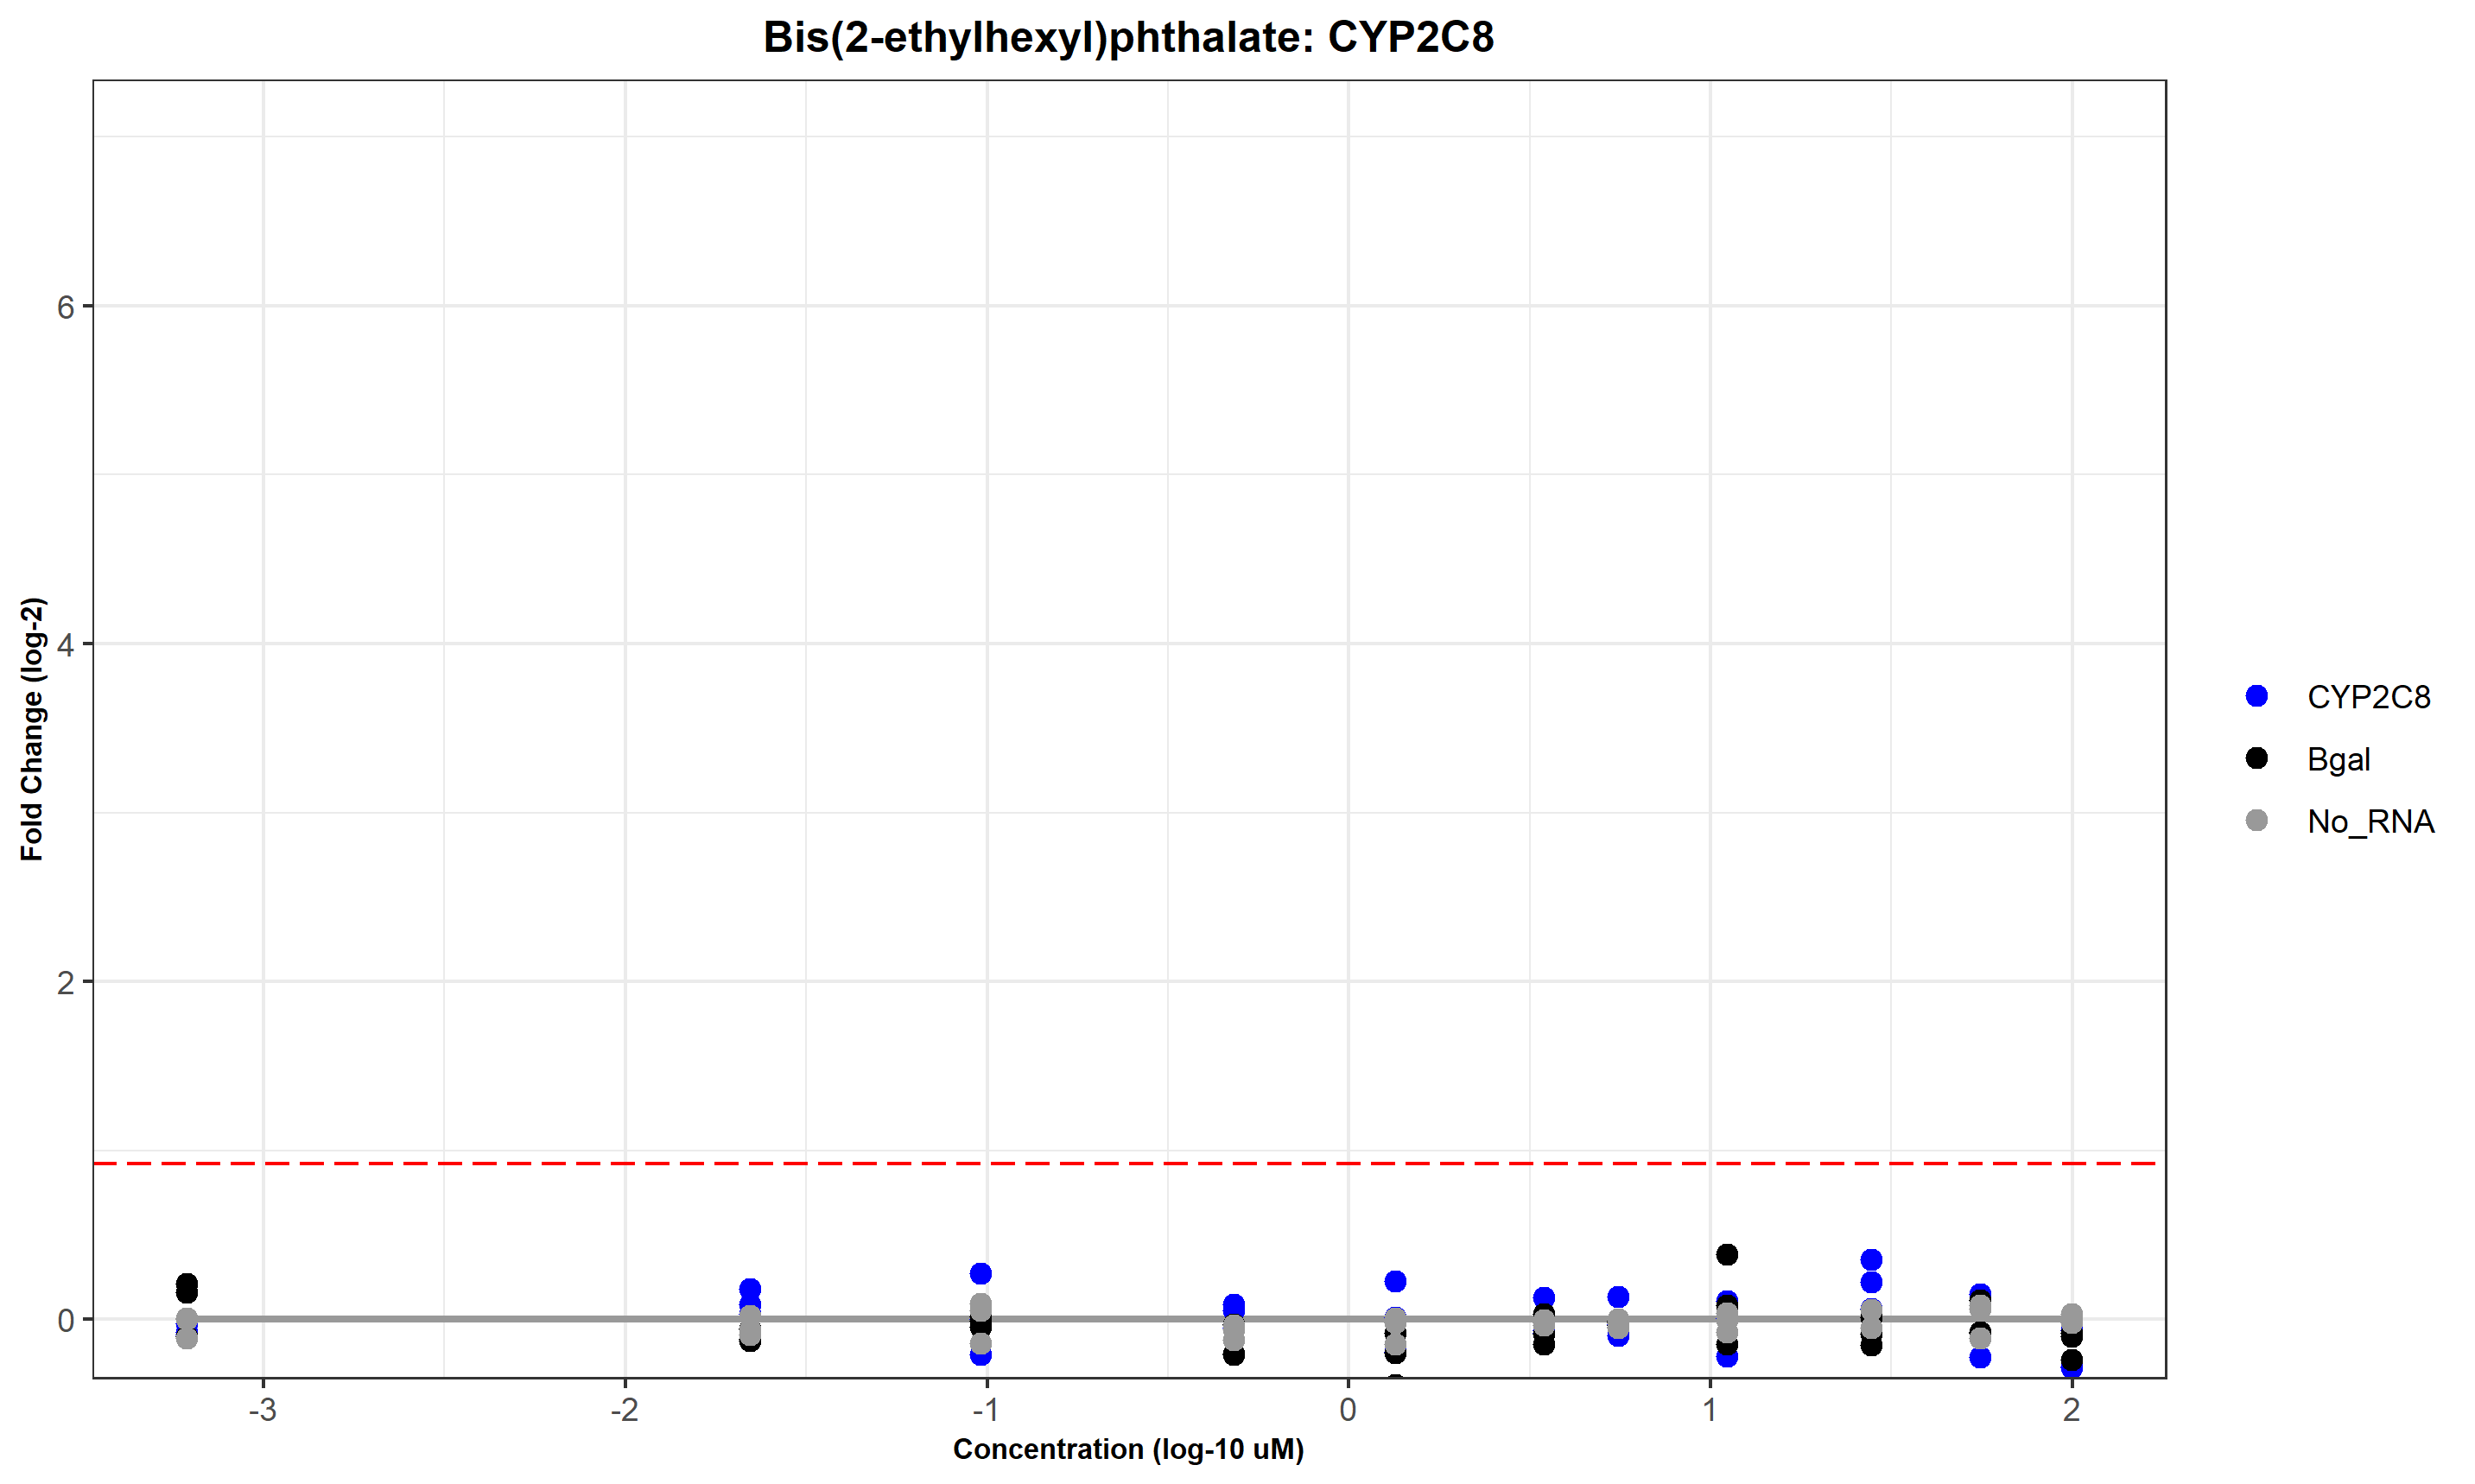 Bis(2-ethylhexyl)phthalate: CYP2C8
Fold Change (log-2)
6
4
2
0
-3
-2
-1
0
1
2
Concentration (log-10 uM)
CYP2C8
Bgal
No_RNA